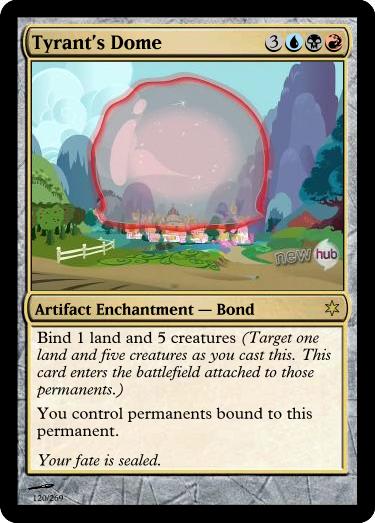 Tyrant's Dome 3
new hub
Artifact Enchantment — Bond
Bind 1 land and 5 creatures (Target one
land and five creatures as you cast this. This
card enters the battlefield attached to those
permanents.)
You control permanents bound to this
permanent.
Your fate is sealed.
120/269